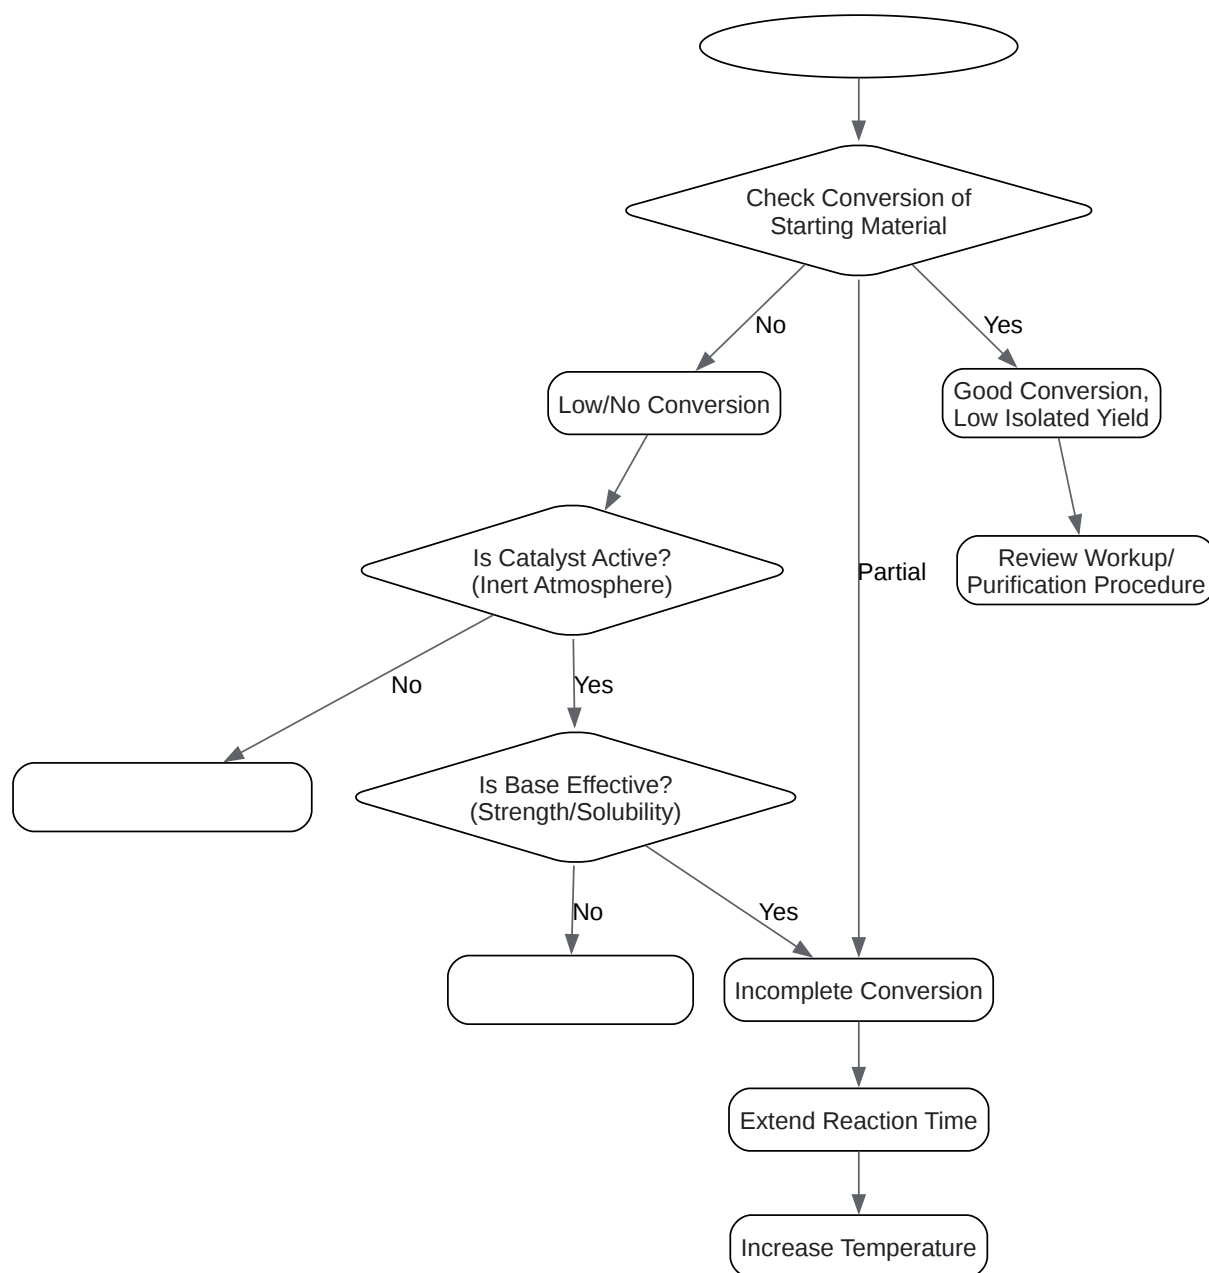 Check Conversion of
Starting Material
No
Yes
Low/No Conversion
Good Conversion,
Low Isolated Yield
Is Catalyst Active?
(Inert Atmosphere)
Partial
Review Workup/
Purification Procedure
No
Yes
Is Base Effective?
(Strength/Solubility)
No
Yes
Incomplete Conversion
Extend Reaction Time
Increase Temperature